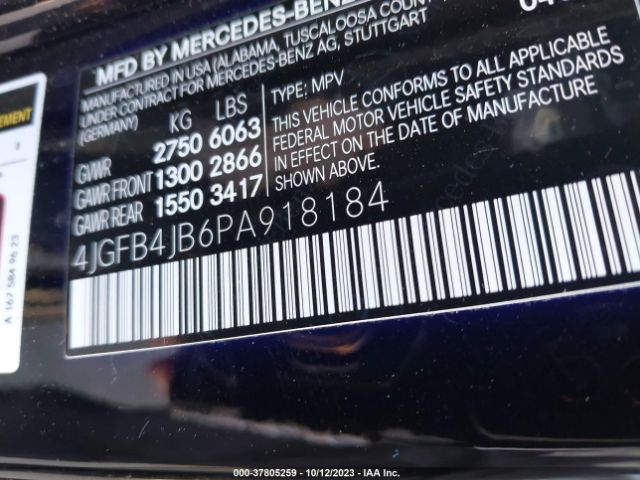 MFD BY MERCEDES-BENZ
MANUFACTURED IN USA (ALABAMA, TUSCALOOSA COUN
UNDER CONTRACT FOR MERCEDES-BENZ AG, STUTTGART
(GERMANY)
KG LBS
GVWR 2750 6063
GAWR FRONT 1300 2866
GAWR REAR 1550 3417
TYPE: MPV
THIS VEHICLE CONFORMS TO ALL APPLICABLE
FEDERAL MOTOR VEHICLE SAFETY STANDARDS
IN EFFECT ON THE DATE OF MANUFACTURE
SHOWN ABOVE.
4JGFB4JB6PA918184
EMENT
A 167 584 96 23
000-37805259 - 10/12/2023 - IAA Inc.